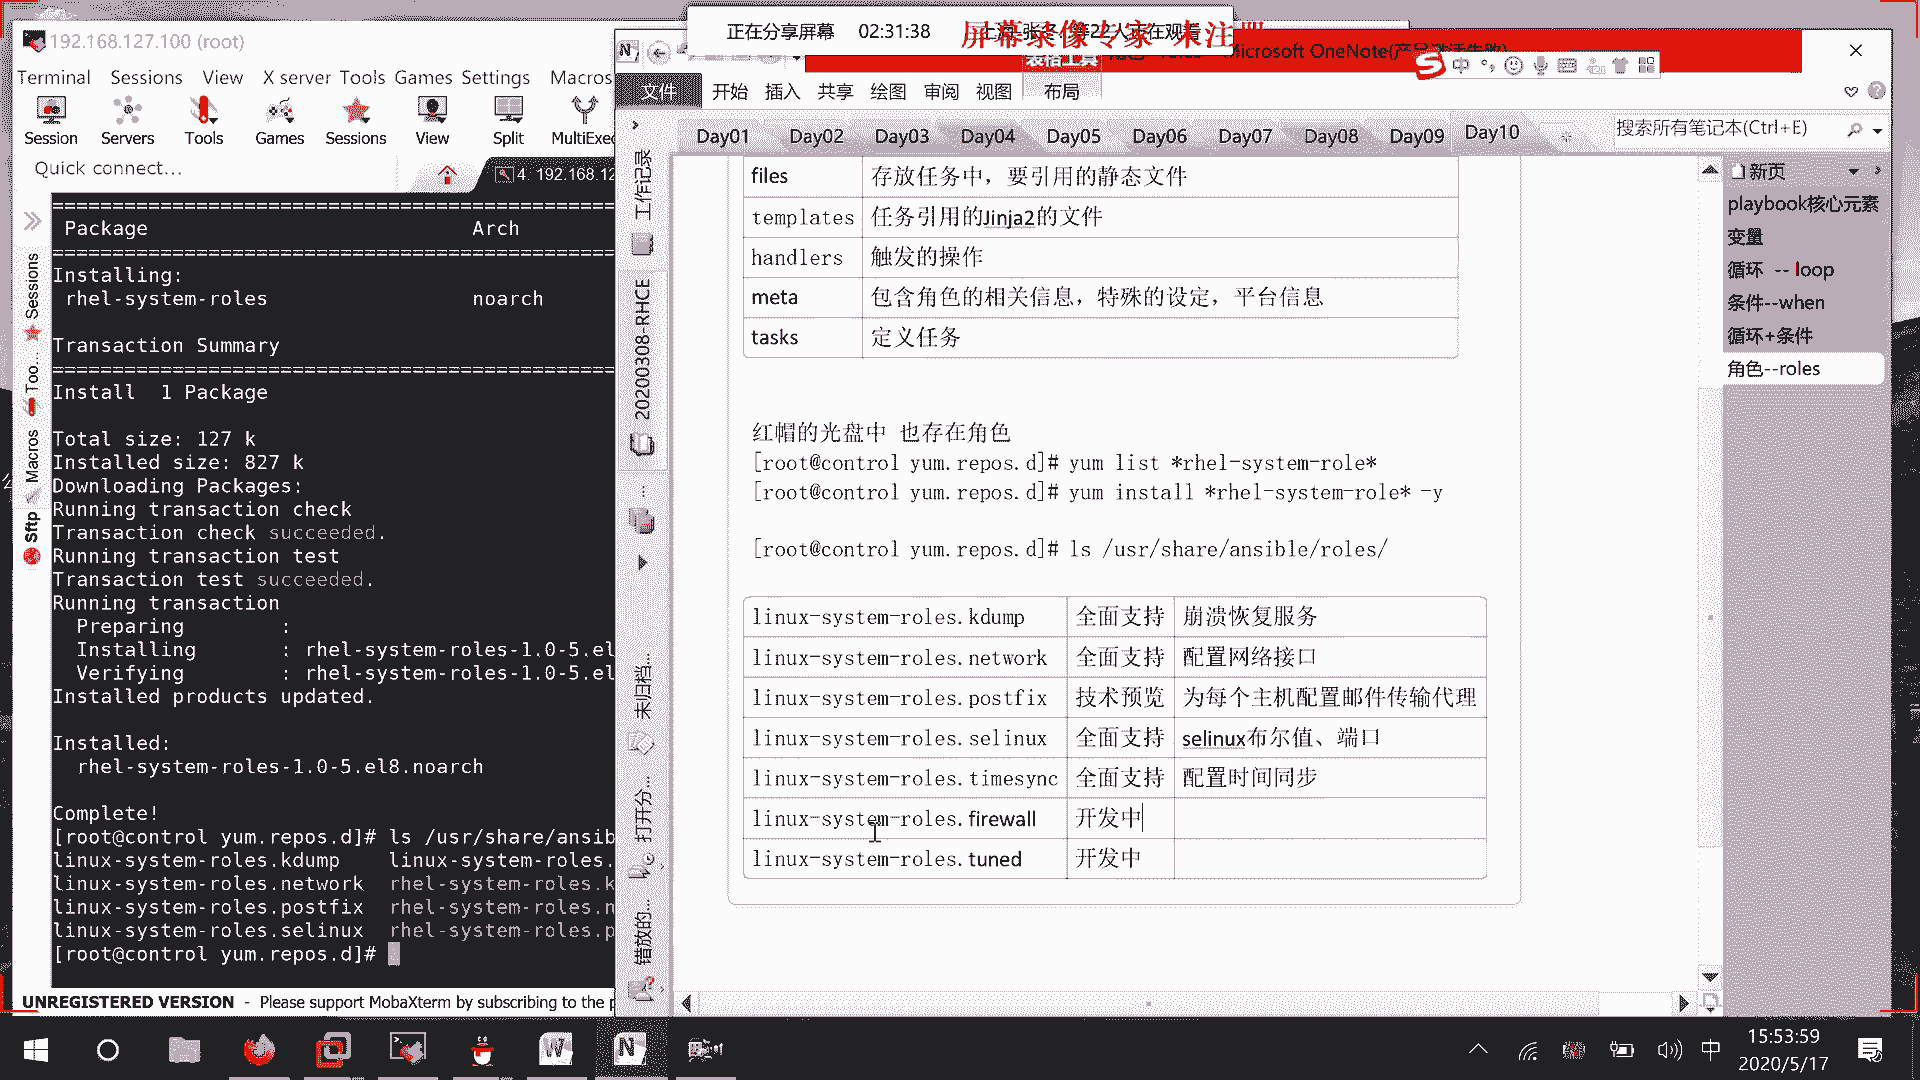 正在分享屏幕 02:31:38
屏幕录像专家 未注
192.168.127.100 (root)
Terminal Sessions View X server Tools Games Settings Macros
Session Servers Tools Games Sessions View Split MultiExec
Quick connect...
4. 192.168.12
Sessions
Too...
Macros
Sftp
Package Arch
Installing:
rhel-system-roles noarch
Transaction Summary
Install 1 Package
Total size: 127 k
Installed size: 827 k
Downloading Packages:
Running transaction check
Transaction check succeeded.
Running transaction test
Transaction test succeeded.
Running transaction
Preparing :
Installing : rhel-system-roles-1.0-5.el
Verifying : rhel-system-roles-1.0-5.el
Installed products updated.
Installed:
rhel-system-roles-1.0-5.el8.noarch
Complete!
[root@control yum.repos.d]# ls /usr/share/ansib
linux-system-roles.kdump linux-system-roles.
linux-system-roles.network rhel-system-roles.k
linux-system-roles.postfix rhel-system-roles.n
linux-system-roles.selinux rhel-system-roles.p
[root@control yum.repos.d]#
UNREGISTERED VERSION - Please support MobaXterm by subscribing to the p
Microsoft OneNote(产品激活失败)
表格工具
文件 开始 插入 共享 绘图 审阅 视图 布局
Day01 Day02 Day03 Day04 Day05 Day06 Day07 Day08 Day09 Day10
搜索所有笔记本(Ctrl+E)
工作记录
20200308-RHCE
未归档...
打开分...
错放的...
files 存放任务中，要引用的静态文件
templates 任务引用的Jinja2的文件
handlers 触发的操作
meta 包含角色的相关信息，特殊的设定，平台信息
tasks 定义任务
红帽的光盘中 也存在角色
[root@control yum.repos.d]# yum list *rhel-system-role*
[root@control yum.repos.d]# yum install *rhel-system-role* -y
[root@control yum.repos.d]# ls /usr/share/ansible/roles/
linux-system-roles.kdump 全面支持 崩溃恢复服务
linux-system-roles.network 全面支持 配置网络接口
linux-system-roles.postfix 技术预览 为每个主机配置邮件传输代理
linux-system-roles.selinux 全面支持 selinux布尔值、端口
linux-system-roles.timesync 全面支持 配置时间同步
linux-system-roles.firewall 开发中
linux-system-roles.tuned 开发中
新页
playbook核心元素
变量
循环 -- loop
条件--when
循环+条件
角色--roles
中
15:53:59
2020/5/17